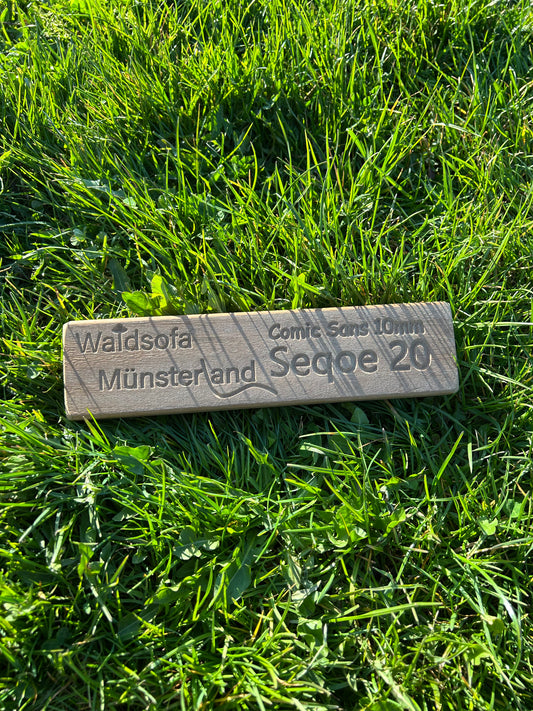 Waldsofa
Münsterland
Comic Sans 10mm
Seqoe 20